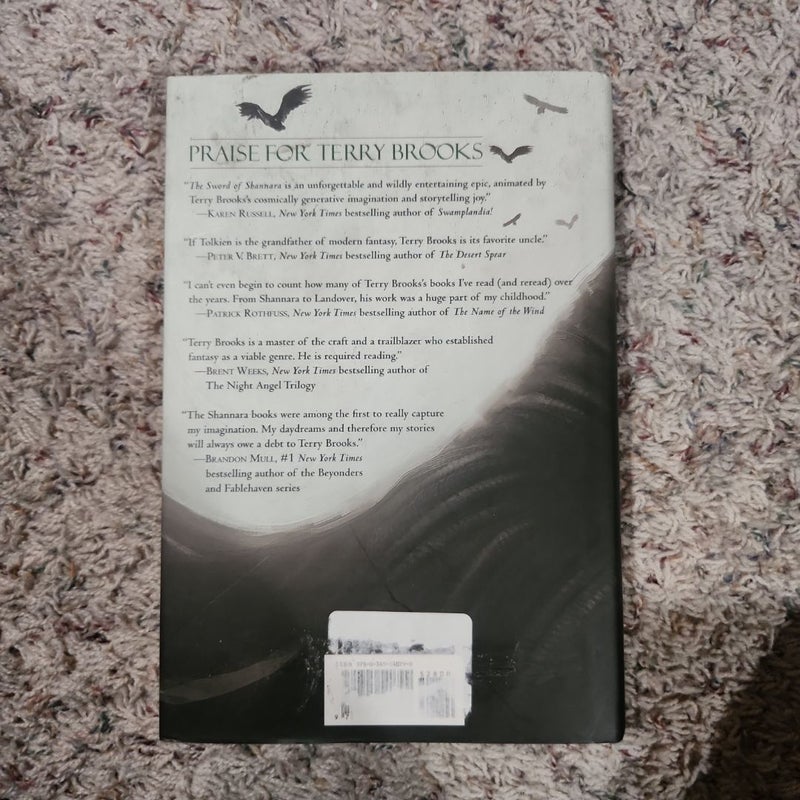 PRAISE FOR TERRY BROOKS
“The Sword of Shannara is an unforgettable and wildly entertaining epic, animated by
Terry Brooks’s cosmically generative imagination and storytelling joy.”
—KAREN RUSSELL, New York Times bestselling author of Swamplandia!
“If Tolkien is the grandfather of modern fantasy, Terry Brooks is its favorite uncle.”
—PETER V. BRETT, New York Times bestselling author of The Desert Spear
“I can’t even begin to count how many of Terry Brooks’s books I’ve read (and reread) over
the years. From Shannara to Landover, his work was a huge part of my childhood.”
—PATRICK ROTHFUSS, New York Times bestselling author of The Name of the Wind
“Terry Brooks is a master of the craft and a trailblazer who established
fantasy as a viable genre. He is required reading.”
—BRENT WEEKS, New York Times bestselling author of
The Night Angel Trilogy
“The Shannara books were among the first to really capture
my imagination. My daydreams and therefore my stories
will always owe a debt to Terry Brooks.”
—BRANDON MULL, #1 New York Times
bestselling author of the Beyonders
and Fablehaven series
ISBN